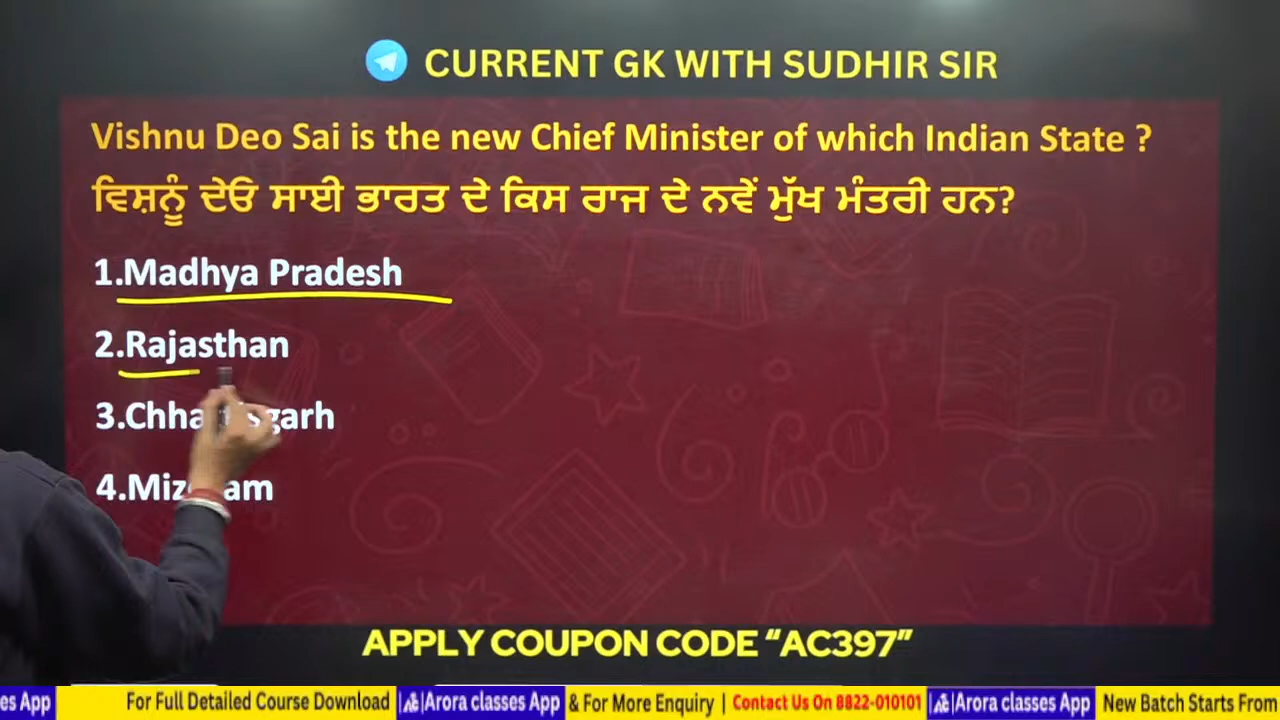 CURRENT GK WITH SUDHIR SIR
Vishnu Deo Sai is the new Chief Minister of which Indian State ?
ਵਿਸ਼ਨੂੰ ਦੇਓ ਸਾਈ ਭਾਰਤ ਦੇ ਕਿਸ ਰਾਜ ਦੇ ਨਵੇਂ ਮੁੱਖ ਮੰਤਰੀ ਹਨ?
1.Madhya Pradesh
2.Rajasthan
3.Chhattisgarh
4.Mizoram
APPLY COUPON CODE “AC397”
es App For Full Detailed Course Download |Arora classes App & For More Enquiry | Contact Us On 8822-010101 |Arora classes App New Batch Starts From